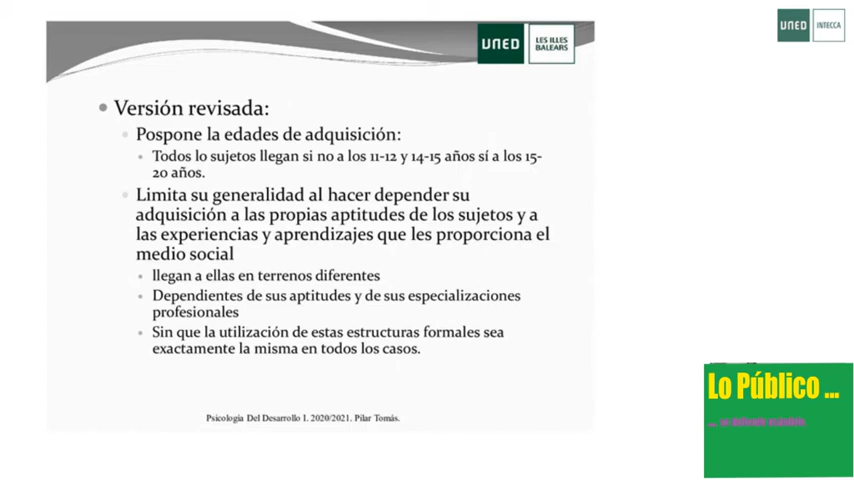 UNED
INTECCA
UNED
LES ILLES
BALEARS
Versión revisada:
Pospone la edades de adquisición:
Todos lo sujetos llegan si no a los 11-12 y 14-15 años sí a los 15-
20 años.
Limita su generalidad al hacer depender su
adquisición a las propias aptitudes de los sujetos y a
las experiencias y aprendizajes que les proporciona el
medio social
llegan a ellas en terrenos diferentes
Dependientes de sus aptitudes y de sus especializaciones
profesionales
Sin que la utilización de estas estructuras formales sea
exactamente la misma en todos los casos.
Psicología Del Desarrollo I. 2020/2021. Pilar Tomás.
Lo Público ...